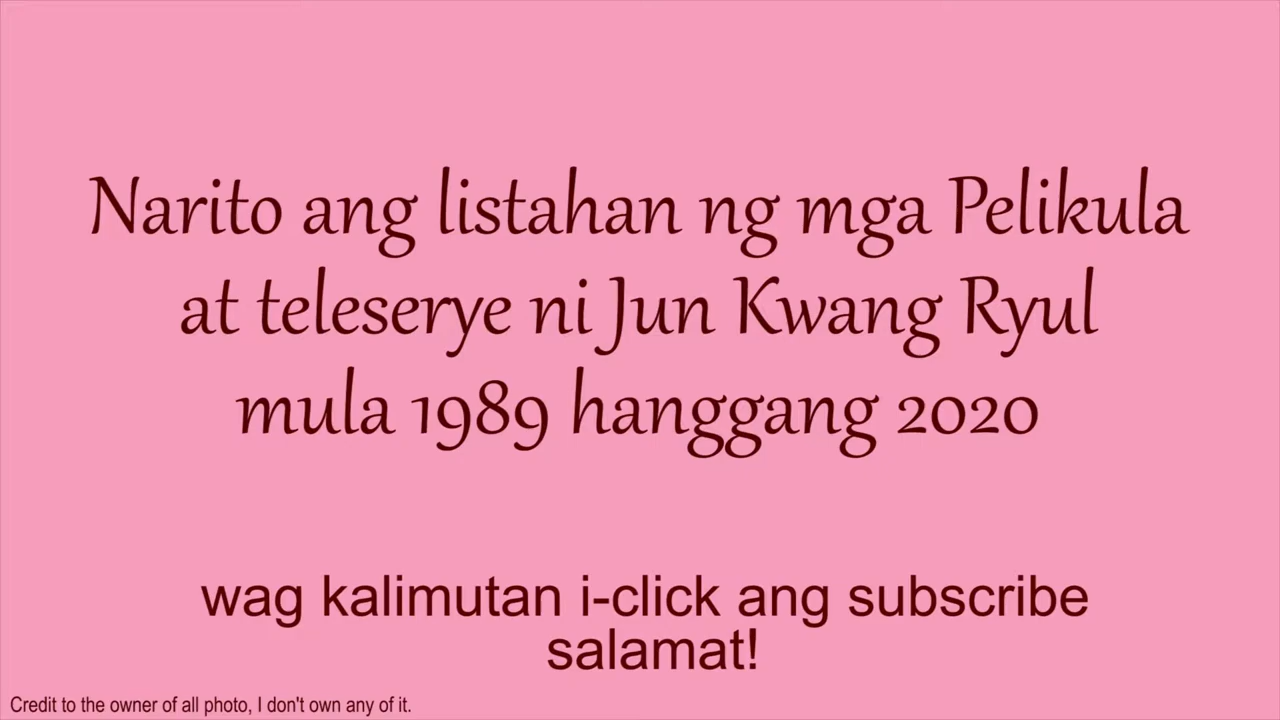 Narito ang listahan ng mga Pelikula
at teleserye ni Jun Kwang Ryul
mula 1989 hanggang 2020
wag kalimutan i-click ang subscribe
salamat!
Credit to the owner of all photo, I don't own any of it.